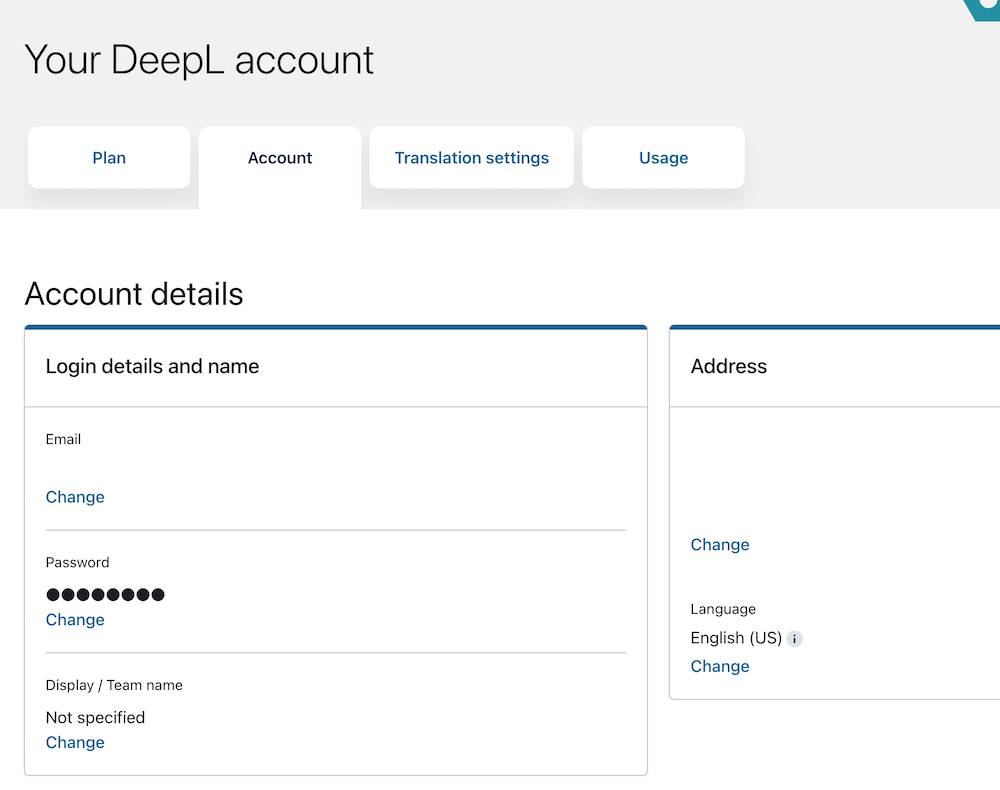 Your DeepL account
Plan
Account
Translation settings
Usage
Account details
Login details and name
Email
Change
Password
●●●●●●●●
Change
Display / Team name
Not specified
Change
Address
Change
Language
English (US) i
Change